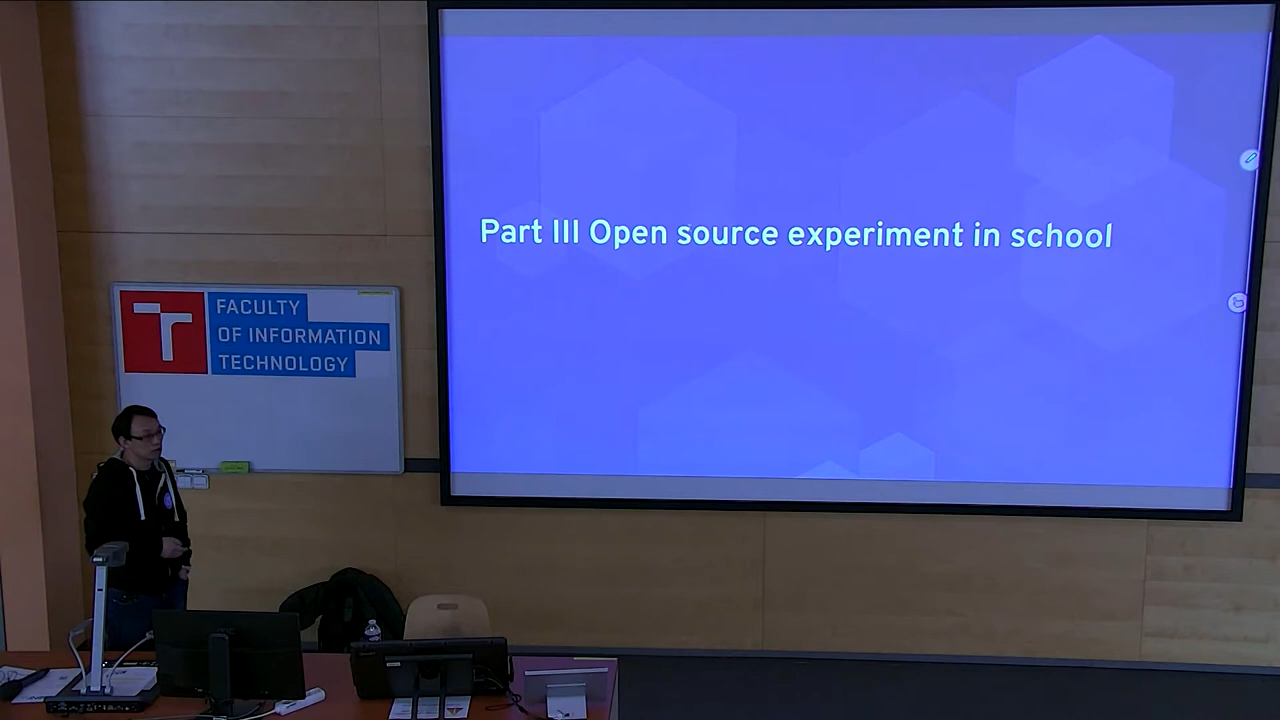 Part III Open source experiment in school
FACULTY
OF INFORMATION
TECHNOLOGY